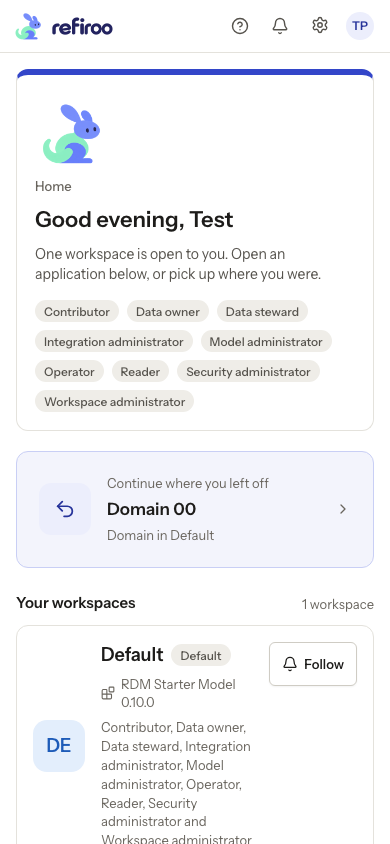 refiroo
TP
Home
Good evening, Test
One workspace is open to you. Open an
application below, or pick up where you were.
Contributor
Data owner
Data steward
Integration administrator
Model administrator
Operator
Reader
Security administrator
Workspace administrator
Continue where you left off
Domain 00
Domain in Default
Your workspaces
1 workspace
Default
Default
Follow
RDM Starter Model
0.10.0
DE
Contributor, Data owner,
Data steward, Integration
administrator, Model
administrator, Operator,
Reader, Security
administrator and
Workspace administrator